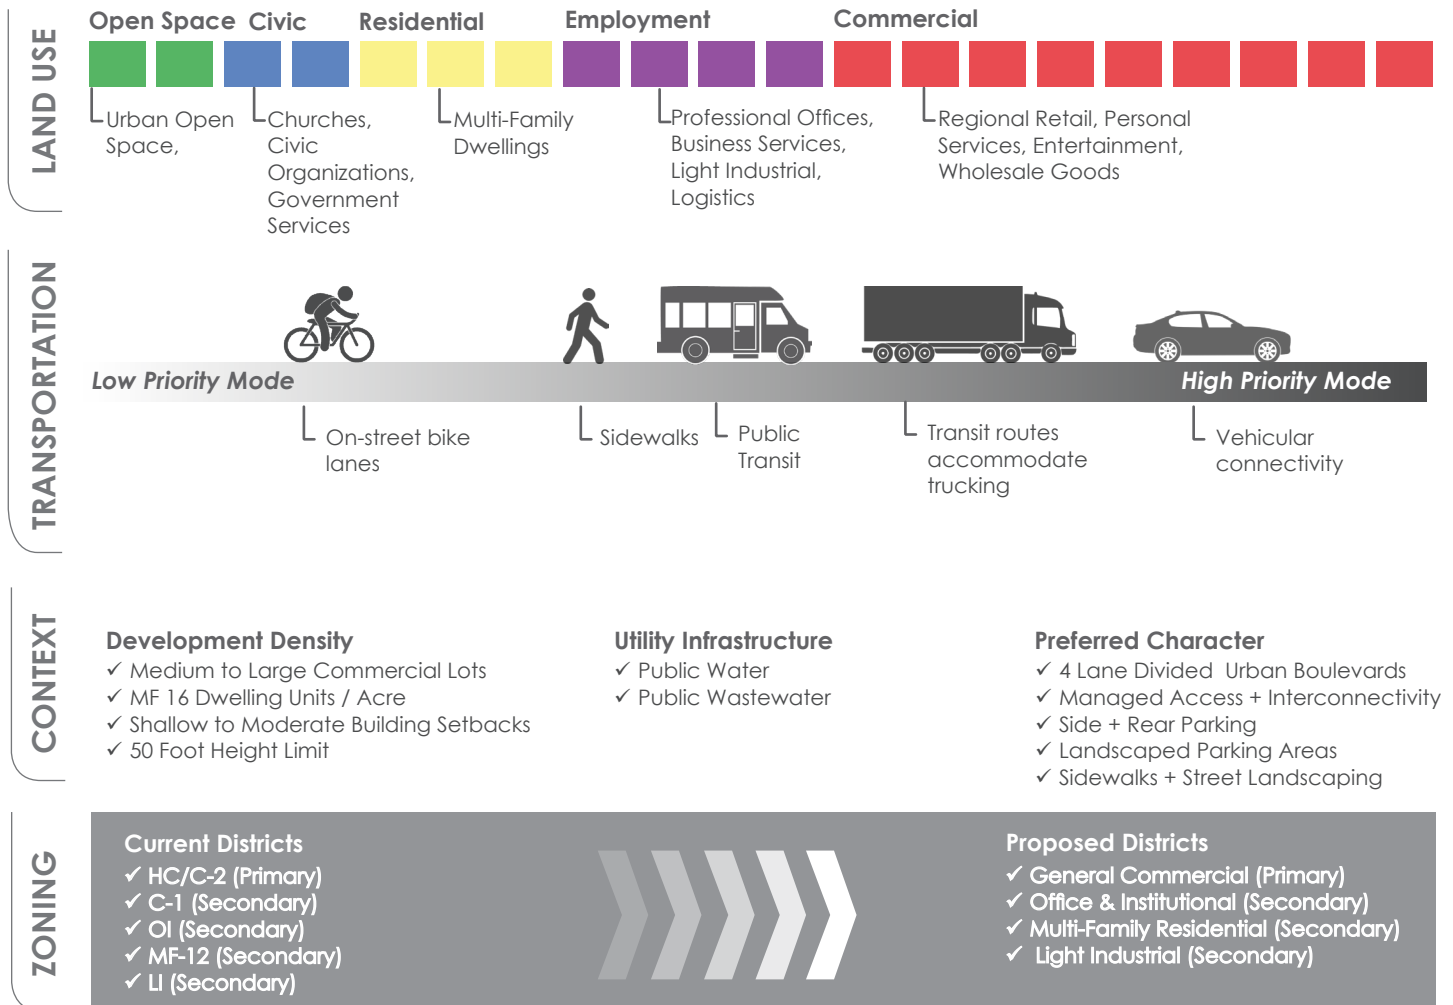 LAND USE
Open Space
Civic
Residential
Employment
Commercial
Urban Open
Space,
Churches,
Civic
Organizations,
Government
Services
Multi-Family
Dwellings
Professional Offices,
Business Services,
Light Industrial,
Logistics
Regional Retail, Personal
Services, Entertainment,
Wholesale Goods
TRANSPORTATION
Low Priority Mode
High Priority Mode
On-street bike
lanes
Sidewalks
Public
Transit
Transit routes
accommodate
trucking
Vehicular
connectivity
CONTEXT
Development Density
✓ Medium to Large Commercial Lots
✓ MF 16 Dwelling Units / Acre
✓ Shallow to Moderate Building Setbacks
✓ 50 Foot Height Limit
Utility Infrastructure
✓ Public Water
✓ Public Wastewater
Preferred Character
✓ 4 Lane Divided Urban Boulevards
✓ Managed Access + Interconnectivity
✓ Side + Rear Parking
✓ Landscaped Parking Areas
✓ Sidewalks + Street Landscaping
ZONING
Current Districts
✓ HC/C-2 (Primary)
✓ C-1 (Secondary)
✓ OI (Secondary)
✓ MF-12 (Secondary)
✓ LI (Secondary)
Proposed Districts
✓ General Commercial (Primary)
✓ Office & Institutional (Secondary)
✓ Multi-Family Residential (Secondary)
✓ Light Industrial (Secondary)